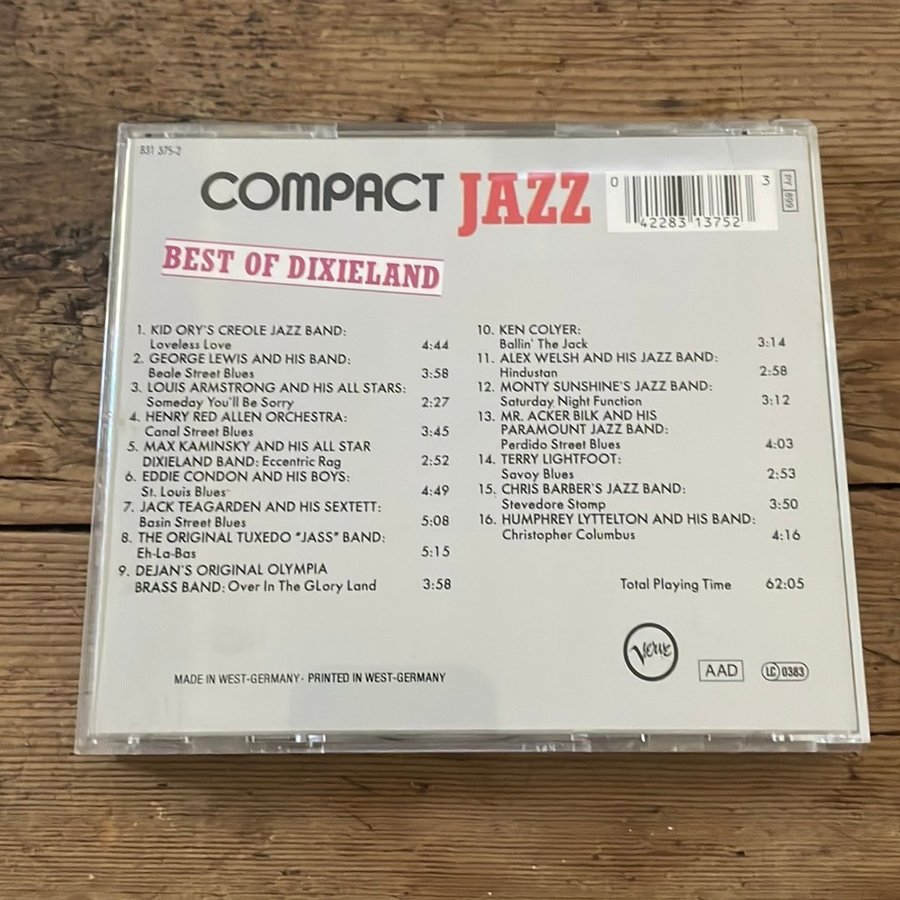 831 375-2
COMPACT JAZZ
0 42283 13752 3
PY 899
BEST OF DIXIELAND
1. KID ORY'S CREOLE JAZZ BAND:
Loveless Love 4:44
2. GEORGE LEWIS AND HIS BAND:
Beale Street Blues 3:58
3. LOUIS ARMSTRONG AND HIS ALL STARS:
Someday You'll Be Sorry 2:27
4. HENRY RED ALLEN ORCHESTRA:
Canal Street Blues 3:45
5. MAX KAMINSKY AND HIS ALL STAR
DIXIELAND BAND: Eccentric Rag 2:52
6. EDDIE CONDON AND HIS BOYS:
St. Louis Blues 4:49
7. JACK TEAGARDEN AND HIS SEXTETT:
Basin Street Blues 5:08
8. THE ORIGINAL TUXEDO "JASS" BAND:
Eh-La-Bas 5:15
9. DEJAN'S ORIGINAL OLYMPIA
BRASS BAND: Over In The GLory Land 3:58
10. KEN COLYER:
Ballin' The Jack 3:14
11. ALEX WELSH AND HIS JAZZ BAND:
Hindustan 2:58
12. MONTY SUNSHINE'S JAZZ BAND:
Saturday Night Function 3:12
13. MR. ACKER BILK AND HIS
PARAMOUNT JAZZ BAND:
Perdido Street Blues 4:03
14. TERRY LIGHTFOOT:
Savoy Blues 2:53
15. CHRIS BARBER'S JAZZ BAND:
Stevedore Stomp 3:50
16. HUMPHREY LYTTELTON AND HIS BAND:
Christopher Columbus 4:16
Total Playing Time 62:05
Verve
AAD
LC 0383
MADE IN WEST-GERMANY · PRINTED IN WEST-GERMANY